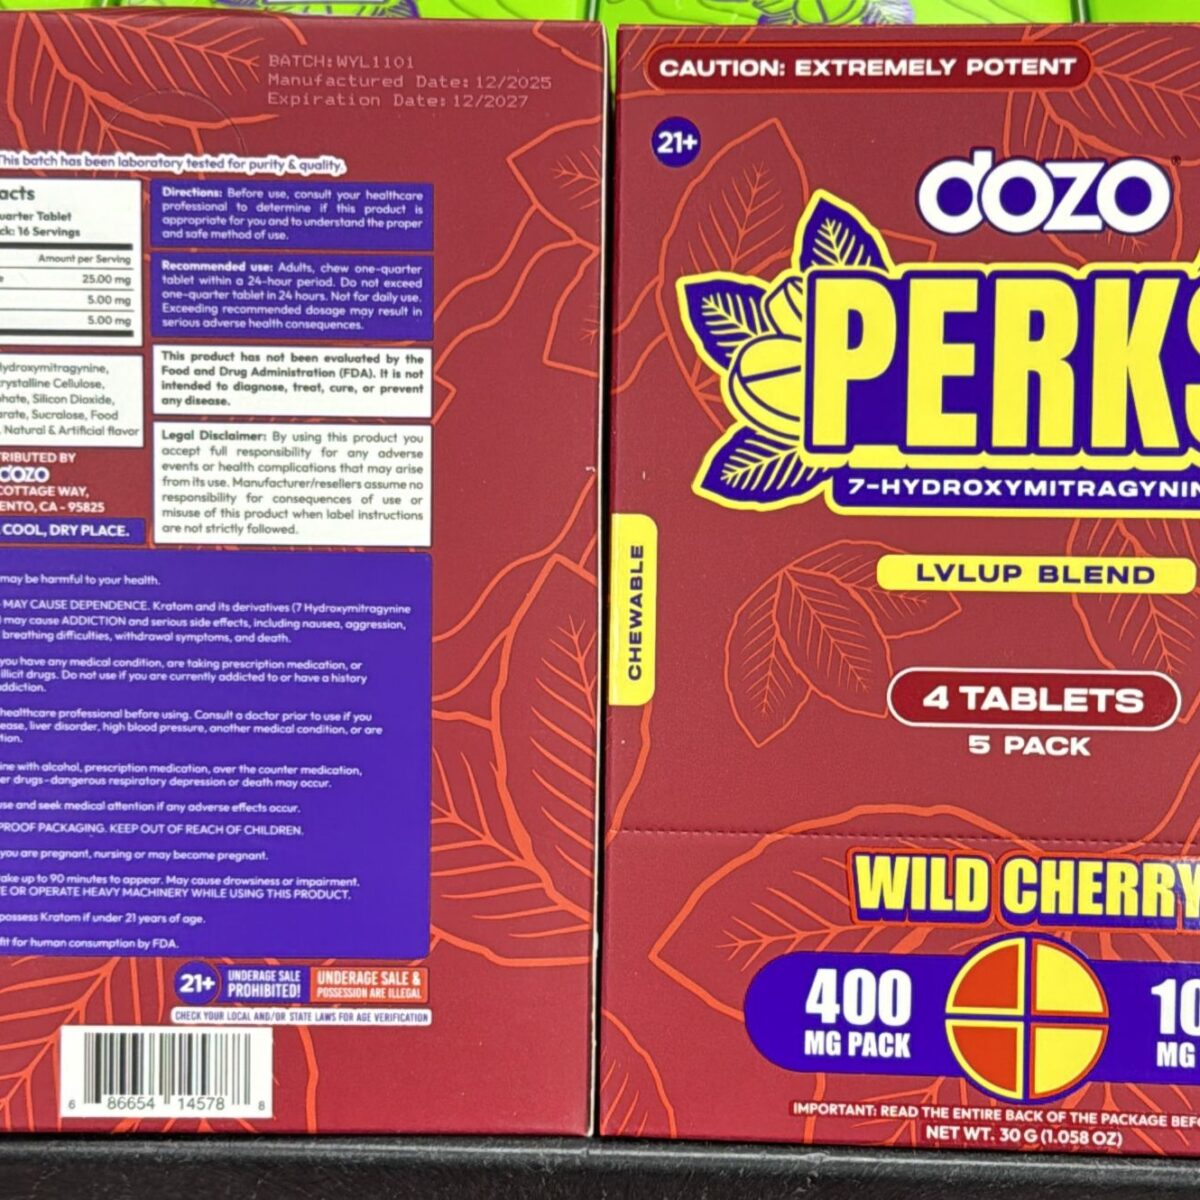 BATCH:WYL1101
Manufactured Date:12/2025
Expiration Date:12/2027
This batch has been laboratory tested for purity & quality.
acts
uarter Tablet
ck: 16 Servings
Amount per Serving
e 25.00 mg
5.00 mg
5.00 mg
ydroxymitragynine,
rystalline Cellulose,
hate, Silicon Dioxide,
arate, Sucralose, Food
Natural & Artificial flavor
TRIBUTED BY
dozo
COTTAGE WAY,
ENTO, CA - 95825
COOL, DRY PLACE.
Directions: Before use, consult your healthcare
professional to determine if this product is
appropriate for you and to understand the proper
and safe method of use.
Recommended use: Adults, chew one-quarter
tablet within a 24-hour period. Do not exceed
one-quarter tablet in 24 hours. Not for daily use.
Exceeding recommended dosage may result in
serious adverse health consequences.
This product has not been evaluated by the
Food and Drug Administration (FDA). It is not
intended to diagnose, treat, cure, or prevent
any disease.
Legal Disclaimer: By using this product you
accept full responsibility for any adverse
events or health complications that may arise
from its use. Manufacturer/resellers assume no
responsibility for consequences of use or
misuse of this product when label instructions
are not strictly followed.
may be harmful to your health.
MAY CAUSE DEPENDENCE. Kratom and its derivatives (7 Hydroxymitragynine
may cause ADDICTION and serious side effects, including nausea, aggression,
breathing difficulties, withdrawal symptoms, and death.
you have any medical condition, are taking prescription medication, or
illicit drugs. Do not use if you are currently addicted to or have a history
ddiction.
healthcare professional before using. Consult a doctor prior to use if you
ease, liver disorder, high blood pressure, another medical condition, or are
tion.
ine with alcohol, prescription medication, over the counter medication,
er drugs-dangerous respiratory depression or death may occur.
use and seek medical attention if any adverse effects occur.
PROOF PACKAGING. KEEP OUT OF REACH OF CHILDREN.
you are pregnant, nursing or may become pregnant.
ake up to 90 minutes to appear. May cause drowsiness or impairment.
E OR OPERATE HEAVY MACHINERY WHILE USING THIS PRODUCT.
possess Kratom if under 21 years of age.
fit for human consumption by FDA.
21+ UNDERAGE SALE PROHIBITED! UNDERAGE SALE & POSSESSION ARE ILLEGAL
CHECK YOUR LOCAL AND/OR STATE LAWS FOR AGE VERIFICATION
6 86654 14578 8
CAUTION: EXTREMELY POTENT
21+
dozo
PERKS
7-HYDROXYMITRAGYNIN
LVLUP BLEND
CHEWABLE
4 TABLETS
5 PACK
WILD CHERRY
400
MG PACK
10
MG
IMPORTANT: READ THE ENTIRE BACK OF THE PACKAGE BEF
NET WT. 30 G (1.058 OZ)